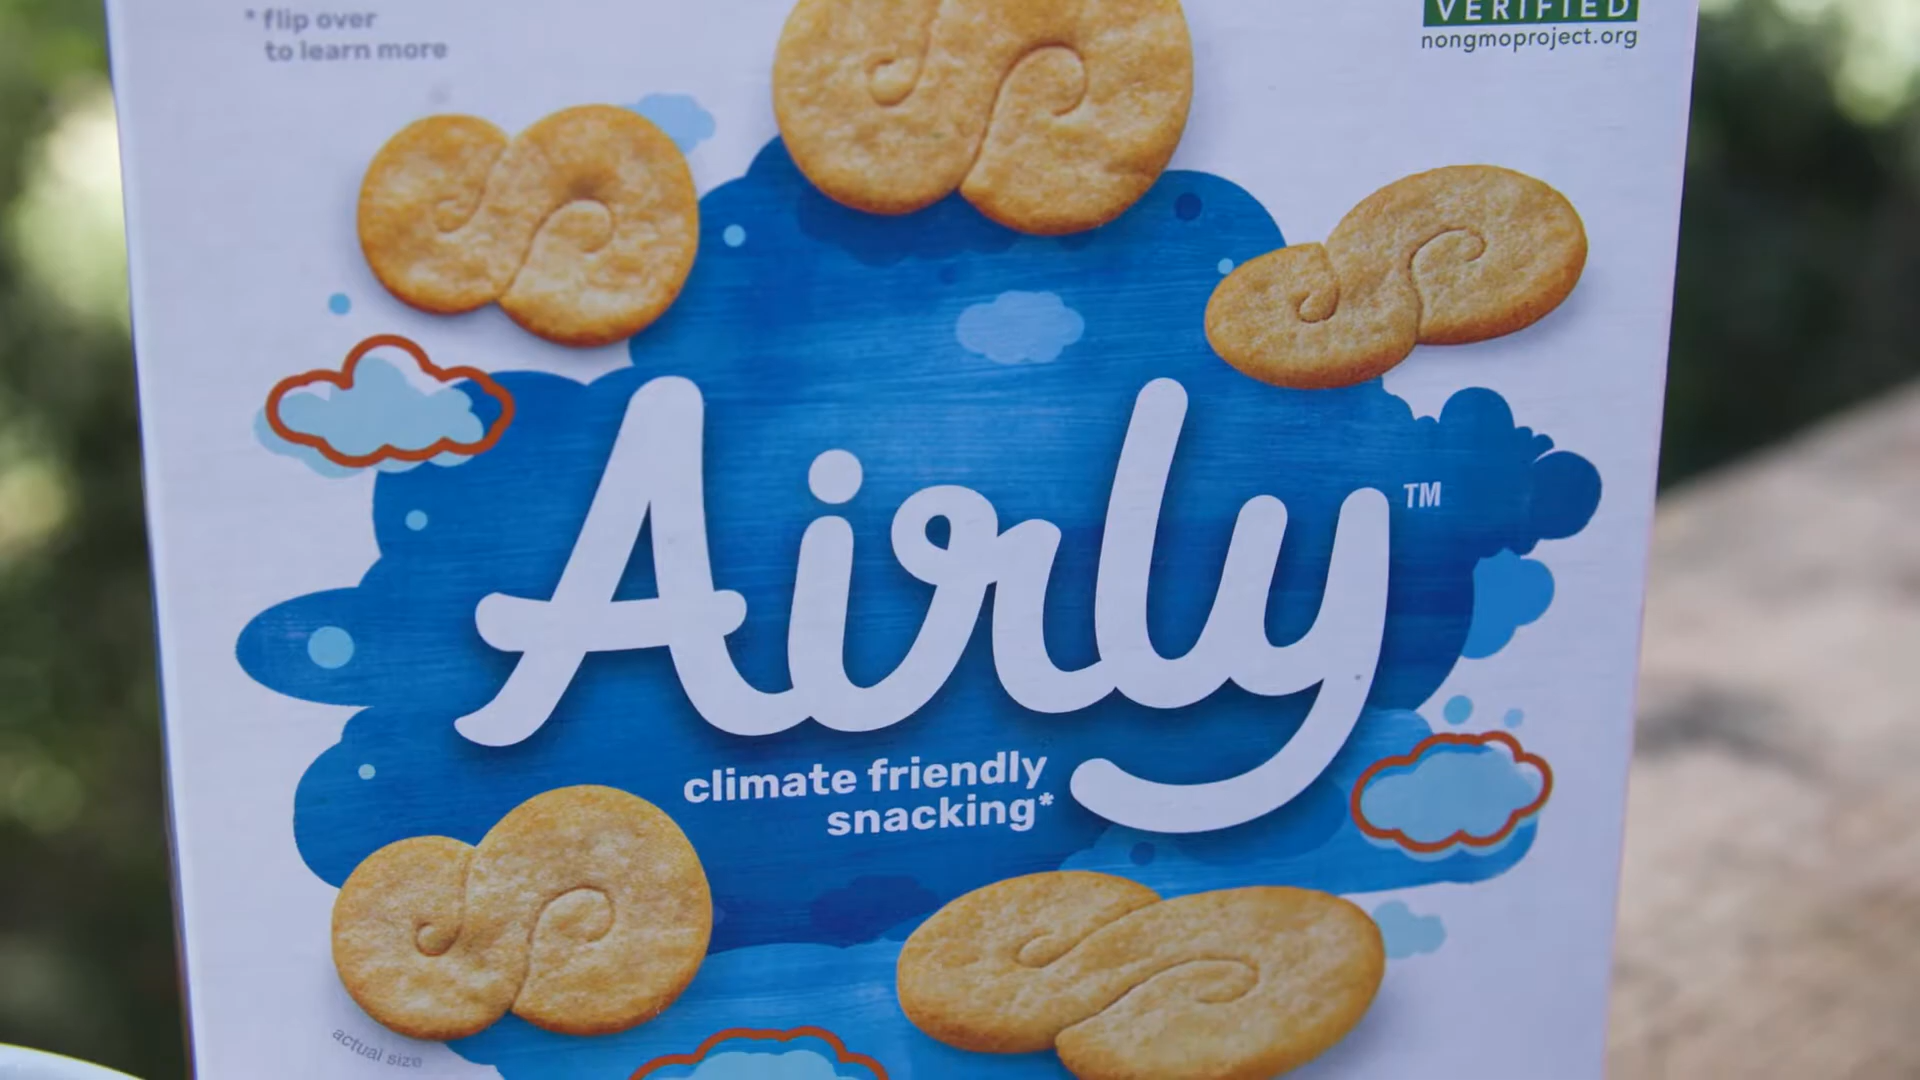 * flip over
to learn more
VERIFIED
nongmoproject.org
Airly™
climate friendly
snacking*
actual size